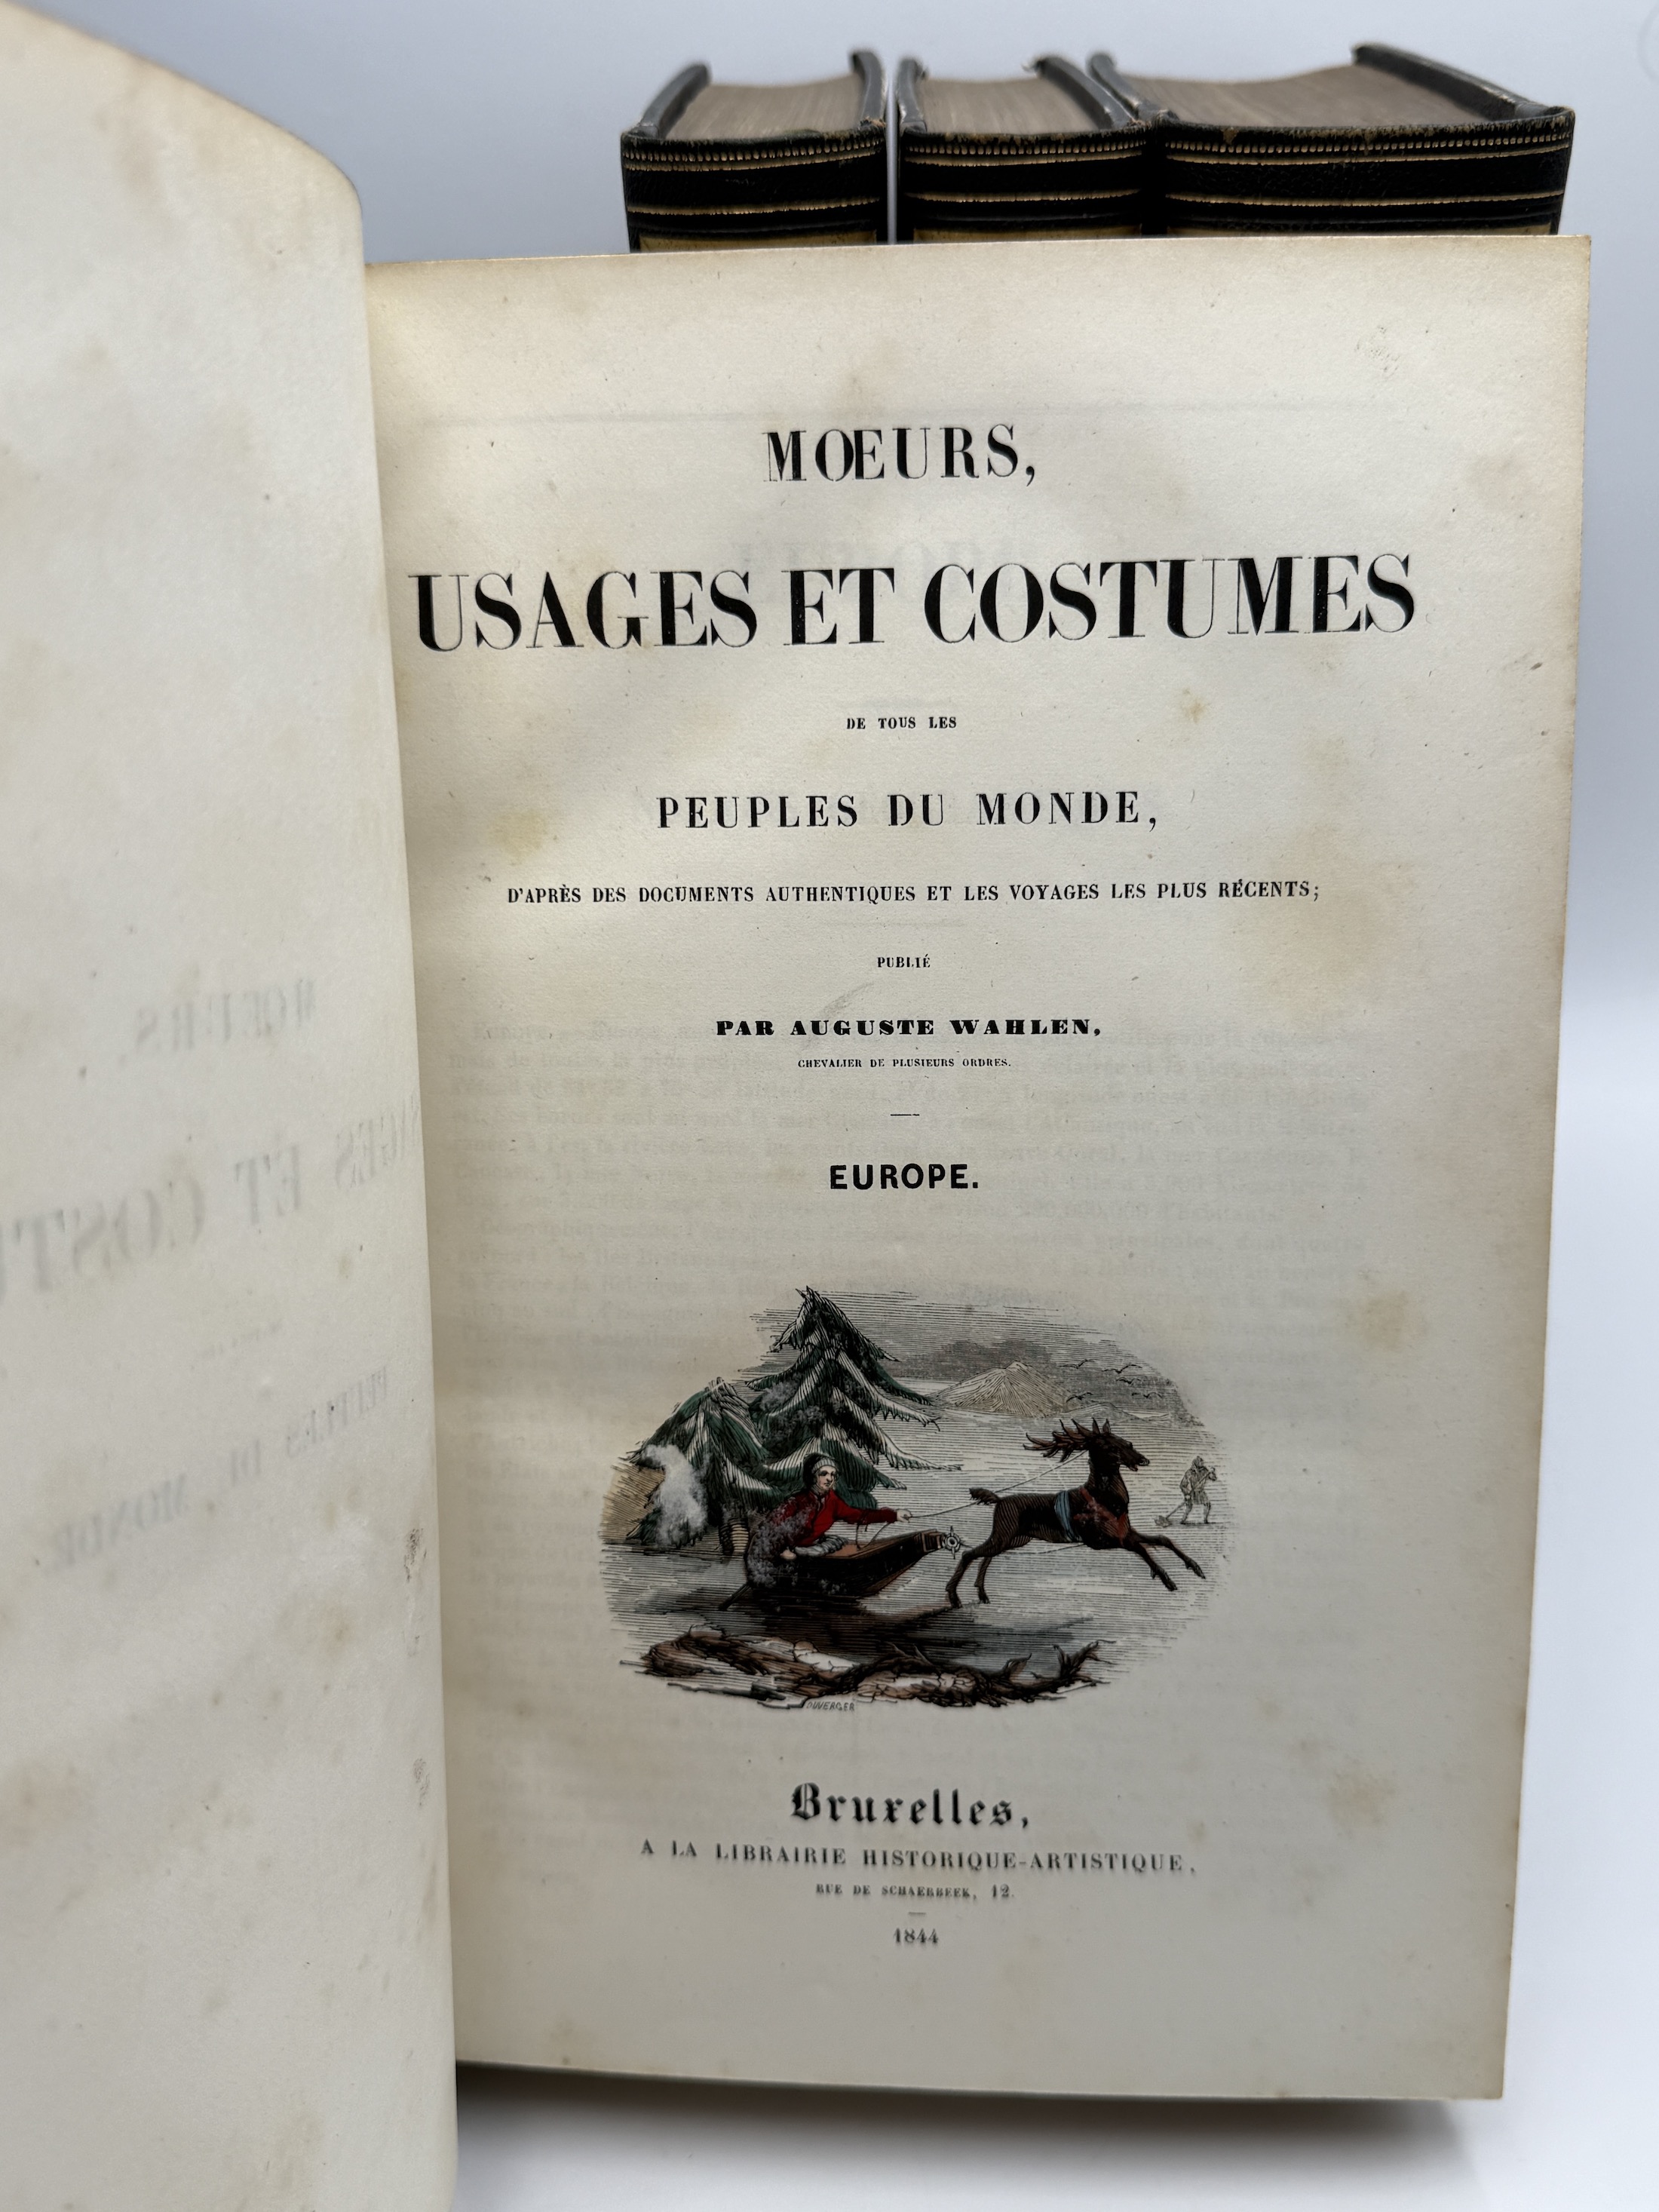 MŒURS,
USAGES ET COSTUMES
DE TOUS LES
PEUPLES DU MONDE,
D'APRÈS DES DOCUMENTS AUTHENTIQUES ET LES VOYAGES LES PLUS RÉCENTS;
PUBLIÉ
PAR AUGUSTE WAHLEN,
CHEVALIER DE PLUSIEURS ORDRES.
EUROPE.
DUVERGER
Bruxelles,
A LA LIBRAIRIE HISTORIQUE-ARTISTIQUE,
RUE DE SCHAERBEEK, 12.
1844